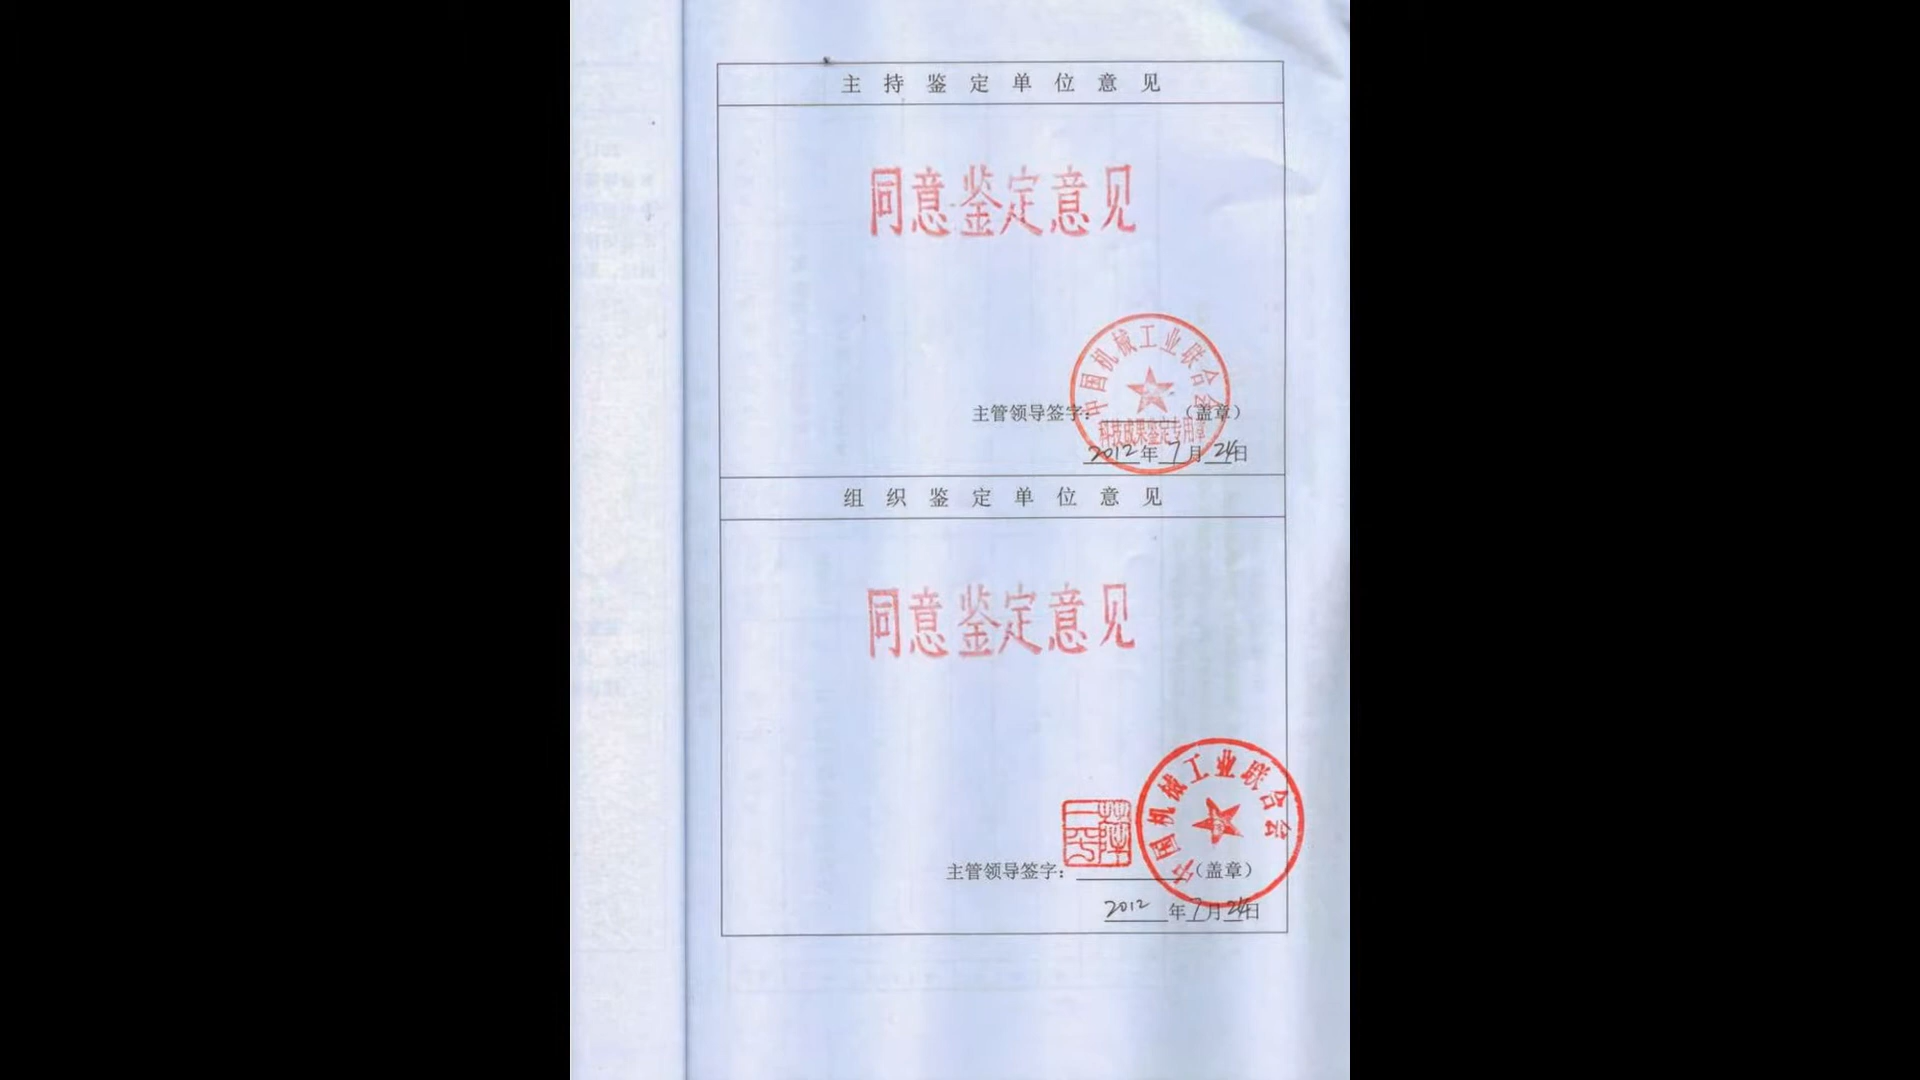 主持鉴定单位意见
同意鉴定意见
中国机械工业联合会
科技成果鉴定专用章
主管领导签字:（盖章）
2012年7月24日
组织鉴定单位意见
同意鉴定意见
中国机械工业联合会
主管领导签字:（盖章）
2012年7月24日